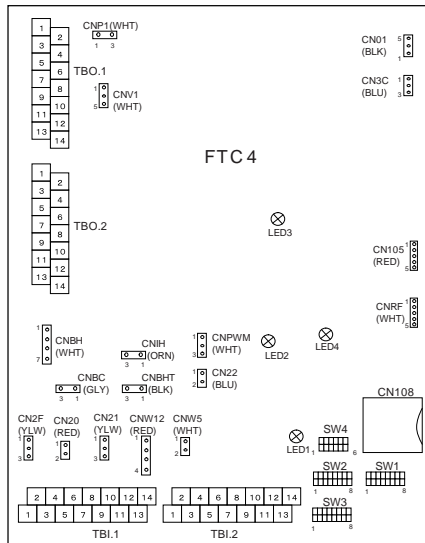 CNP1(WHT)
1 3
1
2
3
4
5
6
7
8
9
10
11
12
13
14
TBO.1
1
5
CNV1
(WHT)
CN01
(BLK)
5
1
CN3C
(BLU)
1
3
FTC4
1
2
3
4
5
6
7
8
9
10
11
12
13
14
TBO.2
LED3
CN105
(RED)
1
5
CNRF
(WHT)
1
5
1
7
CNBH
(WHT)
CNIH
(ORN)
3 1
1
3
CNPWM
(WHT)
LED2
LED4
CNBC
(GLY)
3 1
CNBHT
(BLK)
3 1
1
2
CN22
(BLU)
CN108
CN2F
(YLW)
1
3
CN20
(RED)
1
2
CN21
(YLW)
1
3
CNW12
(RED)
1
4
CNW5
(WHT)
1
2
LED1
SW4
1 6
SW2
1 8
SW1
1 8
SW3
1 8
2 4 6 8 10 12 14
1 3 5 7 9 11 13
TBI.1
2 4 6 8 10 12 14
1 3 5 7 9 11 13
TBI.2